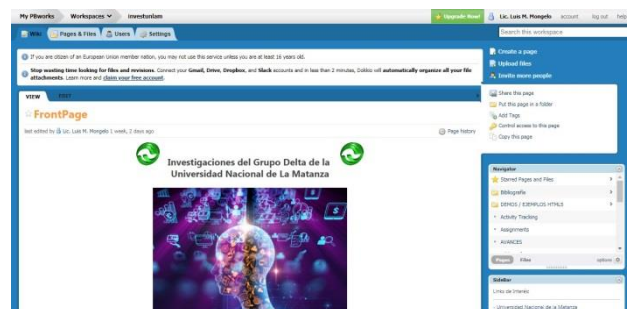 My PBworks Workspaces investunlam
Upgrade Now! Lic. Luis M. Mongelo account log out help
Wiki Pages & Files Users Settings
Search this workspace
If you are citizen of an European Union member nation, you may not use this service unless you are at least 16 years old.
Stop wasting time looking for files and revisions. Connect your Gmail, Drive, Dropbox, and Slack accounts and in less than 2 minutes, Dokkio will automatically organize all your file
attachments. Learn more and claim your free account.
VIEW EDIT
FrontPage
last edited by Lic. Luis M. Mongelo 1 week, 2 days ago
Page history
Investigaciones del Grupo Delta de la
Universidad Nacional de La Matanza
Create a page
Upload files
Invite more people
Share this page
Put this page in a folder
Add Tags
Control access to this page
Copy this page
Navigator
Starred Pages and Files
Bibliografía
DEMOS / EJEMPLOS HTML5
Activity Tracking
Assignments
AVANCES
Pages Files options
SideBar
Links de Interés
- Universidad Nacional de la Matanza